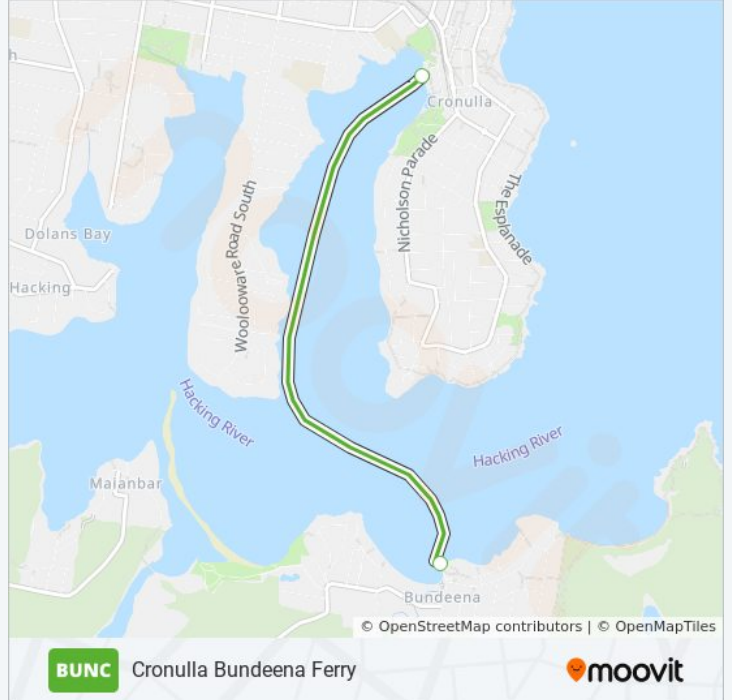 h
Cronulla
Nicholson Parade
The Esplanade
Woolooware Road South
Dolans Bay
Hacking
Hacking River
Hacking River
Maianbar
Bundeena
© OpenStreetMap contributors | © OpenMapTiles
BUNC Cronulla Bundeena Ferry moovit